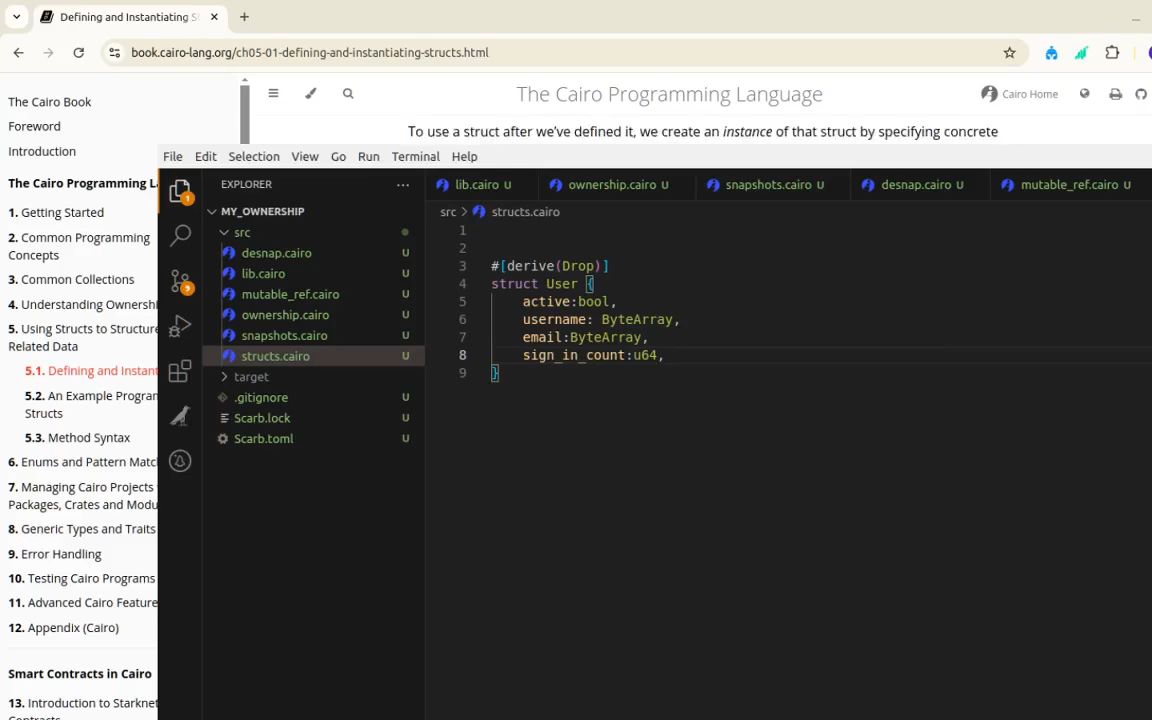 Defining and Instantiating S
book.cairo-lang.org/ch05-01-defining-and-instantiating-structs.html
The Cairo Book
Foreword
Introduction
The Cairo Programming L
1. Getting Started
2. Common Programming
Concepts
3. Common Collections
4. Understanding Ownersh
5. Using Structs to Structure
Related Data
5.1. Defining and Instant
5.2. An Example Program
Structs
5.3. Method Syntax
6. Enums and Pattern Matc
7. Managing Cairo Projects
Packages, Crates and Modu
8. Generic Types and Traits
9. Error Handling
10. Testing Cairo Programs
11. Advanced Cairo Feature
12. Appendix (Cairo)
Smart Contracts in Cairo
13. Introduction to Starknet
Contracts
The Cairo Programming Language
Cairo Home
To use a struct after we’ve defined it, we create an instance of that struct by specifying concrete
File Edit Selection View Go Run Terminal Help
1
9
EXPLORER ...
MY_OWNERSHIP
src
desnap.cairo U
lib.cairo U
mutable_ref.cairo U
ownership.cairo U
snapshots.cairo U
structs.cairo U
target
.gitignore U
Scarb.lock U
Scarb.toml U
lib.cairo U ownership.cairo U snapshots.cairo U desnap.cairo U mutable_ref.cairo U
src > structs.cairo
1
2
3 #[derive(Drop)]
4 struct User {
5 active:bool,
6 username: ByteArray,
7 email:ByteArray,
8 sign_in_count:u64,
9 }